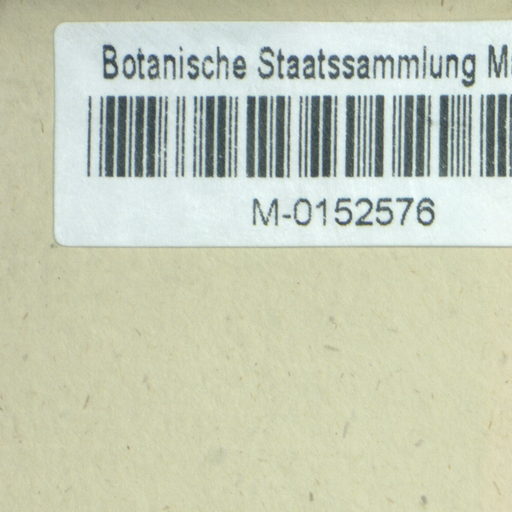 Botanische Staatssammlung
M-0152576